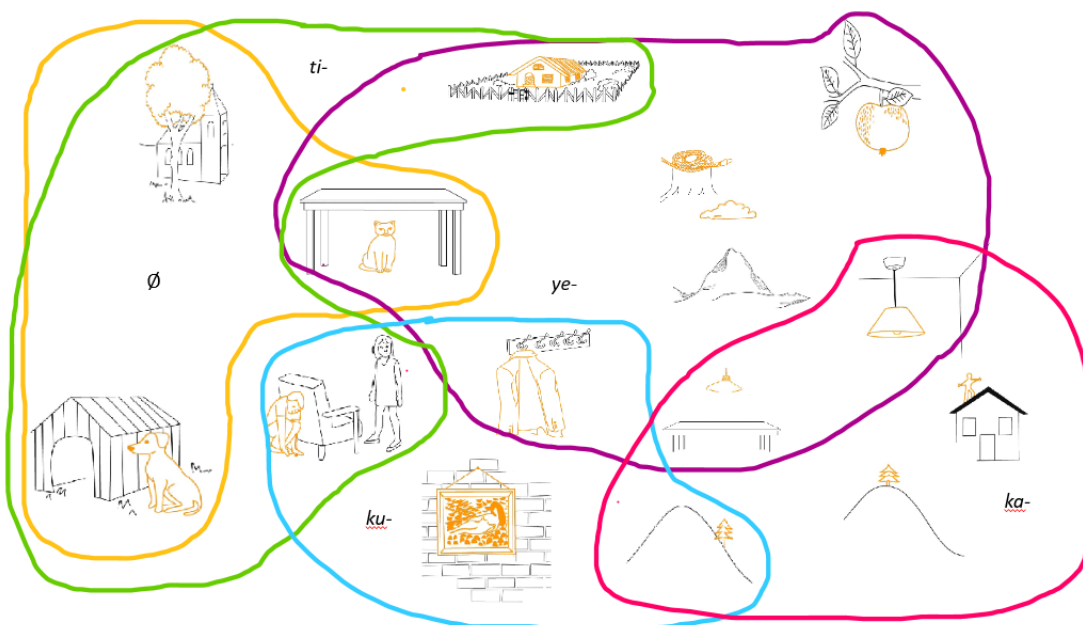 ti-
Ø
ye-
ku-
ka-